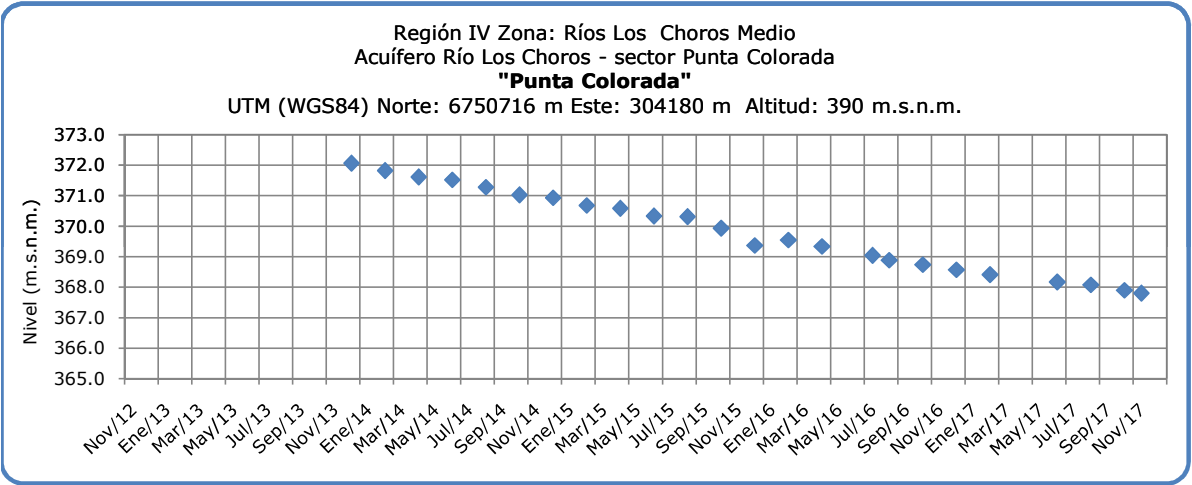 Región IV Zona: Ríos Los  Choros Medio
Acuífero Río Los Choros - sector Punta Colorada
"Punta Colorada"
UTM (WGS84) Norte: 6750716 m Este: 304180 m  Altitud: 390 m.s.n.m.
Nivel (m.s.n.m.)
373.0
372.0
371.0
370.0
369.0
368.0
367.0
366.0
365.0
Nov/12
Ene/13
Mar/13
May/13
Jul/13
Sep/13
Nov/13
Ene/14
Mar/14
May/14
Jul/14
Sep/14
Nov/14
Ene/15
Mar/15
May/15
Jul/15
Sep/15
Nov/15
Ene/16
Mar/16
May/16
Jul/16
Sep/16
Nov/16
Ene/17
Mar/17
May/17
Jul/17
Sep/17
Nov/17